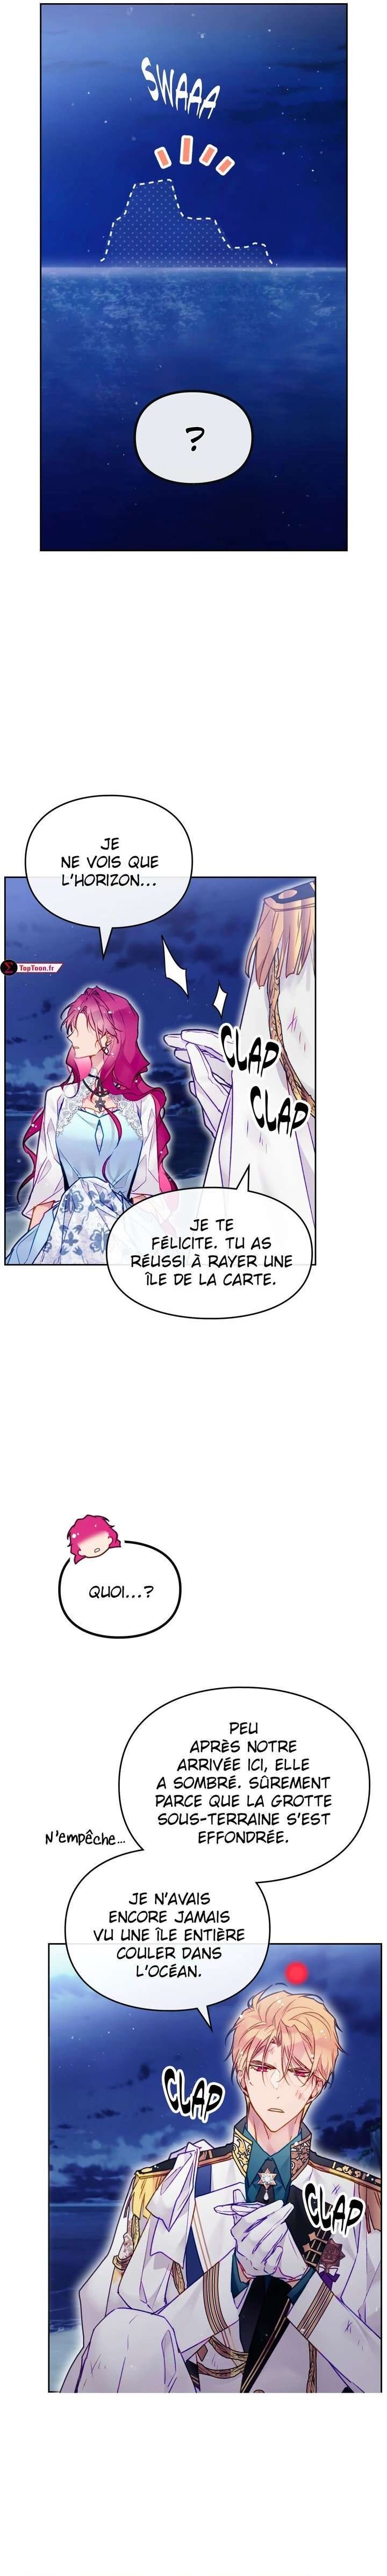 SWAAA
?
JE
NE VOIS QUE
L'HORIZON...
TopToon.fr
CLAP
CLAP
JE TE
FÉLICITE. TU AS
RÉUSSI À RAYER UNE
ÎLE DE LA CARTE.
QUOI...?
PEU
APRÈS NOTRE
ARRIVÉE ICI, ELLE
A SOMBRÉ. SÛREMENT
PARCE QUE LA GROTTE
SOUS-TERRAINE S'EST
EFFONDRÉE.
N'empêche...
JE N'AVAIS
ENCORE JAMAIS
VU UNE ÎLE ENTIÈRE
COULER DANS
L'OCÉAN.
CLAP
CLAP